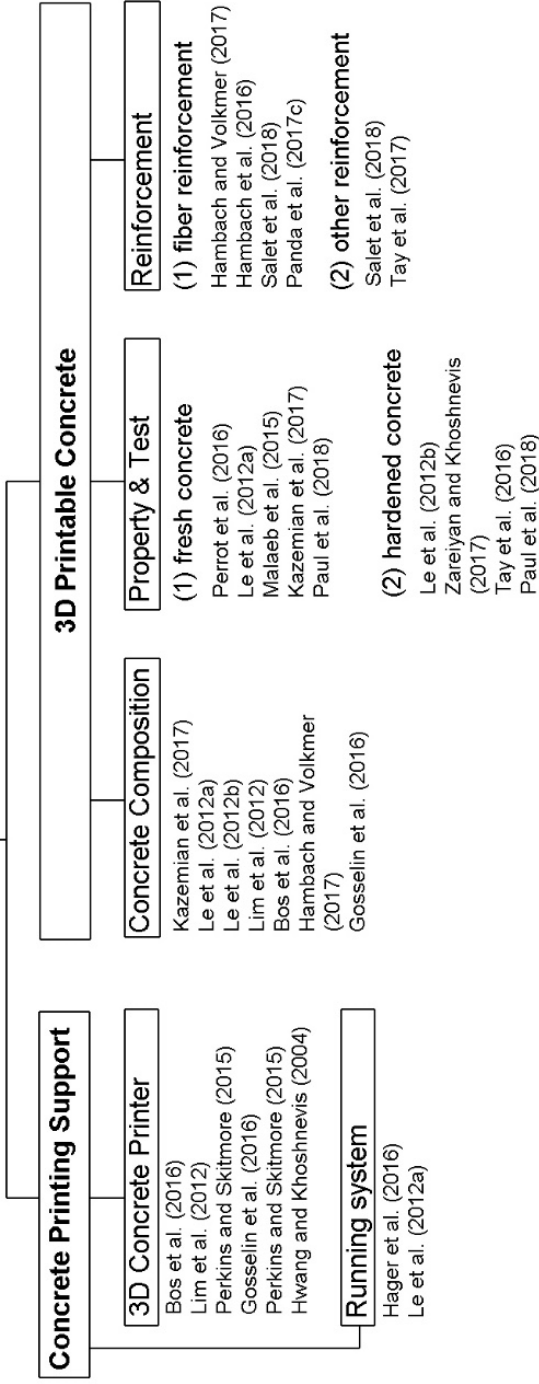 Concrete Printing Support
3D Concrete Printer
Bos et al. (2016)
Lim et al. (2012)
Perkins and Skitmore (2015)
Gosselin et al. (2016)
Perkins and Skitmore (2015)
Hwang and Khoshnevis (2004)
Running system
Hager et al. (2016)
Le et al. (2012a)
3D Printable Concrete
Concrete Composition
Kazemian et al. (2017)
Le et al. (2012a)
Le et al. (2012b)
Lim et al. (2012)
Bos et al. (2016)
Hambach and Volkmer
(2017)
Gosselin et al. (2016)
Property & Test
(1) fresh concrete
Perrot et al. (2016)
Le et al. (2012a)
Malaeb et al. (2015)
Kazemian et al. (2017)
Paul et al. (2018)
(2) hardened concrete
Le et al. (2012b)
Zareiyan and Khoshnevis
(2017)
Tay et al. (2016)
Paul et al. (2018)
Reinforcement
(1) fiber reinforcement
Hambach and Volkmer (2017)
Hambach et al. (2016)
Salet et al. (2018)
Panda et al. (2017c)
(2) other reinforcement
Salet et al. (2018)
Tay et al. (2017)